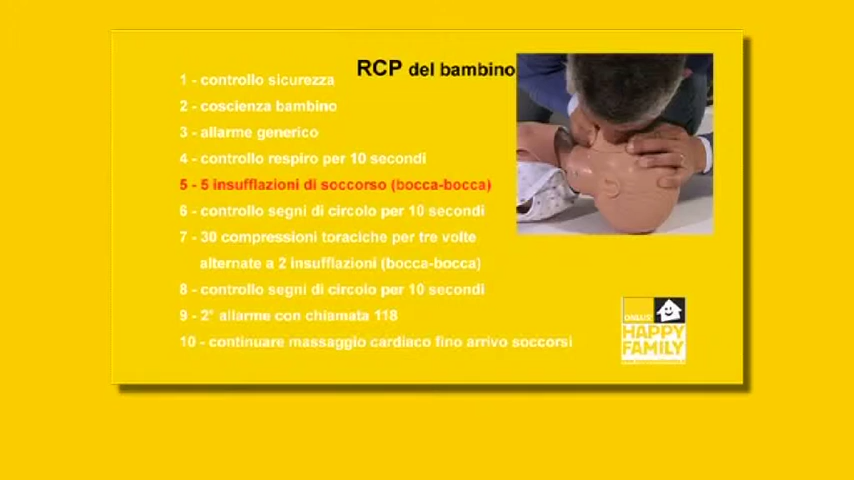 RCP del bambino
1 - controllo sicurezza
2 - coscienza bambino
3 - allarme generico
4 - controllo respiro per 10 secondi
5 - 5 insufflazioni di soccorso (bocca-bocca)
6 - controllo segni di circolo per 10 secondi
7 - 30 compressioni toraciche per tre volte
alternate a 2 insufflazioni (bocca-bocca)
8 - controllo segni di circolo per 10 secondi
9 - 2° allarme con chiamata 118
10 - continuare massaggio cardiaco fino arrivo soccorsi
ONLUS
HAPPY
FAMILY